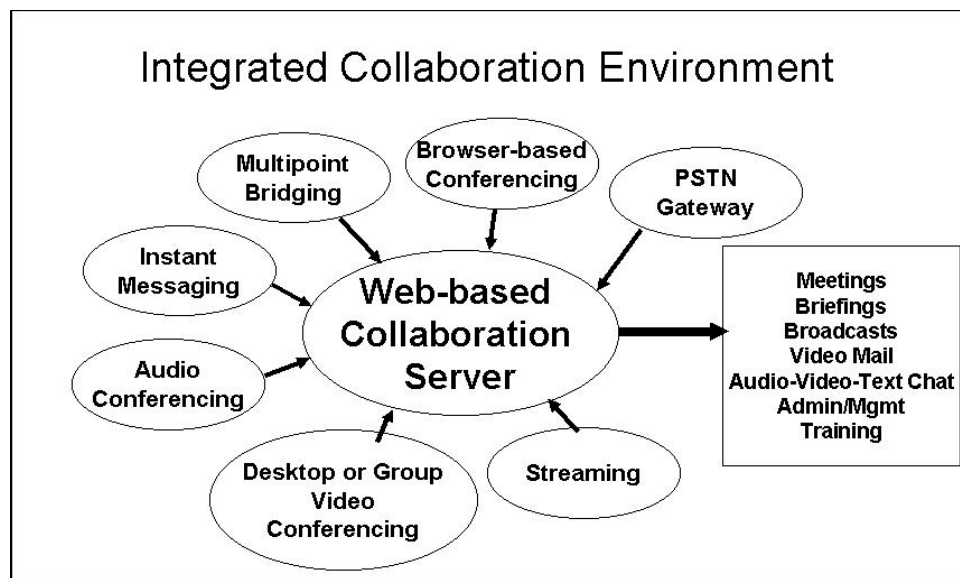 Integrated Collaboration Environment
Multipoint
Bridging
Browser-based
Conferencing
PSTN
Gateway
Instant
Messaging
Web-based
Collaboration
Server
Audio
Conferencing
Desktop or Group
Video
Conferencing
Streaming
Meetings
Briefings
Broadcasts
Video Mail
Audio-Video-Text Chat
Admin/Mgmt
Training